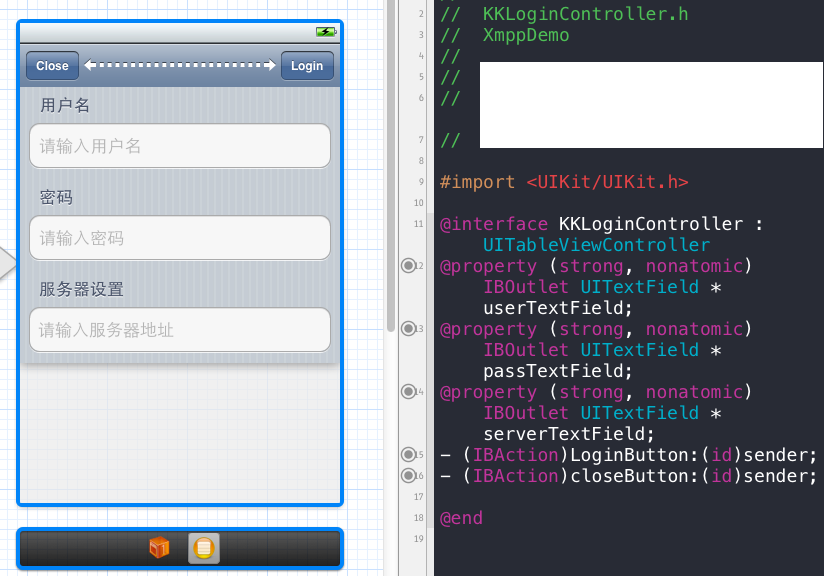 Close
Login
用户名
请输入用户名
密码
请输入密码
服务器设置
请输入服务器地址
2 // KKLoginController.h
3 // XmppDemo
4 //
5 //
6 //
7 //
8
9 #import <UIKit/UIKit.h>
10
11 @interface KKLoginController :
UITableViewController
12 @property (strong, nonatomic)
IBOutlet UITextField *
userTextField;
13 @property (strong, nonatomic)
IBOutlet UITextField *
passTextField;
14 @property (strong, nonatomic)
IBOutlet UITextField *
serverTextField;
15 - (IBAction)LoginButton:(id)sender;
16 - (IBAction)closeButton:(id)sender;
17
18 @end
19